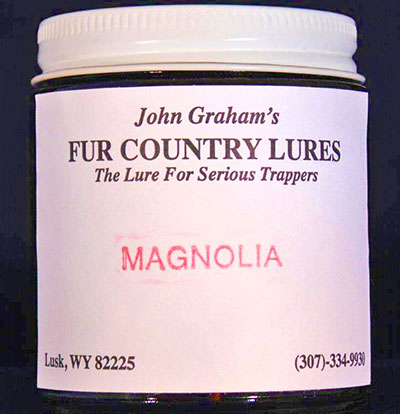 John Graham's
FUR COUNTRY LURES
The Lure For Serious Trappers
MAGNOLIA
Lusk, WY 82225 (307)-334-9930